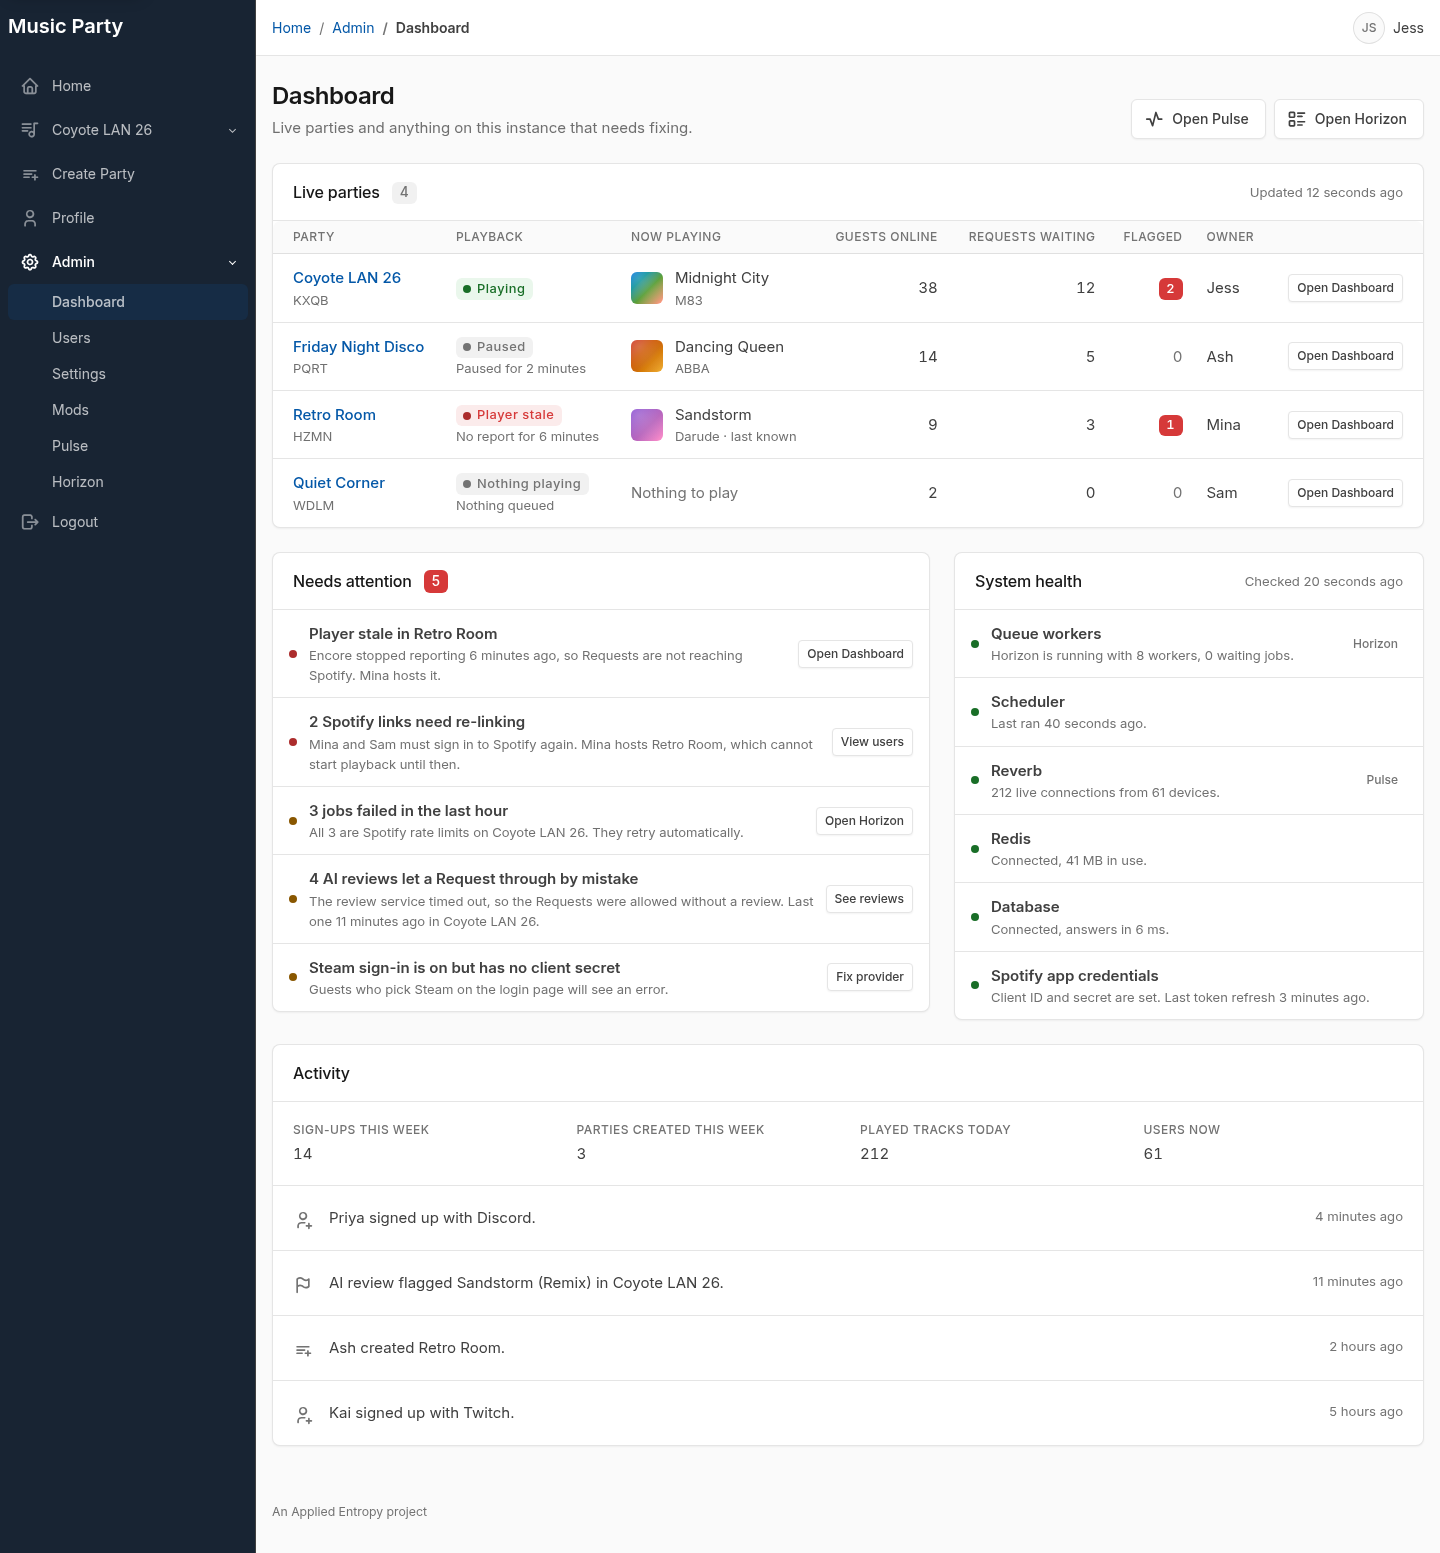 Music Party
Home
Coyote LAN 26
Create Party
Profile
Admin
Dashboard
Users
Settings
Mods
Pulse
Horizon
Logout
Home / Admin / Dashboard
JS Jess
Dashboard
Live parties and anything on this instance that needs fixing.
Open Pulse
Open Horizon
Live parties 4
Updated 12 seconds ago
PARTY PLAYBACK NOW PLAYING GUESTS ONLINE REQUESTS WAITING FLAGGED OWNER
Coyote LAN 26 Playing Midnight City 38 12 2 Jess Open Dashboard
KXQB M83
Friday Night Disco Paused Dancing Queen 14 5 0 Ash Open Dashboard
PQRT Paused for 2 minutes ABBA
Retro Room Player stale Sandstorm 9 3 1 Mina Open Dashboard
HZMN No report for 6 minutes Darude · last known
Quiet Corner Nothing playing Nothing to play 2 0 0 Sam Open Dashboard
WDLM Nothing queued
Needs attention 5
Player stale in Retro Room
Encore stopped reporting 6 minutes ago, so Requests are not reaching
Spotify. Mina hosts it.
Open Dashboard
2 Spotify links need re-linking
Mina and Sam must sign in to Spotify again. Mina hosts Retro Room, which cannot
start playback until then.
View users
3 jobs failed in the last hour
All 3 are Spotify rate limits on Coyote LAN 26. They retry automatically.
Open Horizon
4 AI reviews let a Request through by mistake
The review service timed out, so the Requests were allowed without a review. Last
one 11 minutes ago in Coyote LAN 26.
See reviews
Steam sign-in is on but has no client secret
Guests who pick Steam on the login page will see an error.
Fix provider
System health
Checked 20 seconds ago
Queue workers
Horizon is running with 8 workers, 0 waiting jobs.
Horizon
Scheduler
Last ran 40 seconds ago.
Reverb
212 live connections from 61 devices.
Pulse
Redis
Connected, 41 MB in use.
Database
Connected, answers in 6 ms.
Spotify app credentials
Client ID and secret are set. Last token refresh 3 minutes ago.
Activity
SIGN-UPS THIS WEEK PARTIES CREATED THIS WEEK PLAYED TRACKS TODAY USERS NOW
14 3 212 61
Priya signed up with Discord. 4 minutes ago
AI review flagged Sandstorm (Remix) in Coyote LAN 26. 11 minutes ago
Ash created Retro Room. 2 hours ago
Kai signed up with Twitch. 5 hours ago
An Applied Entropy project